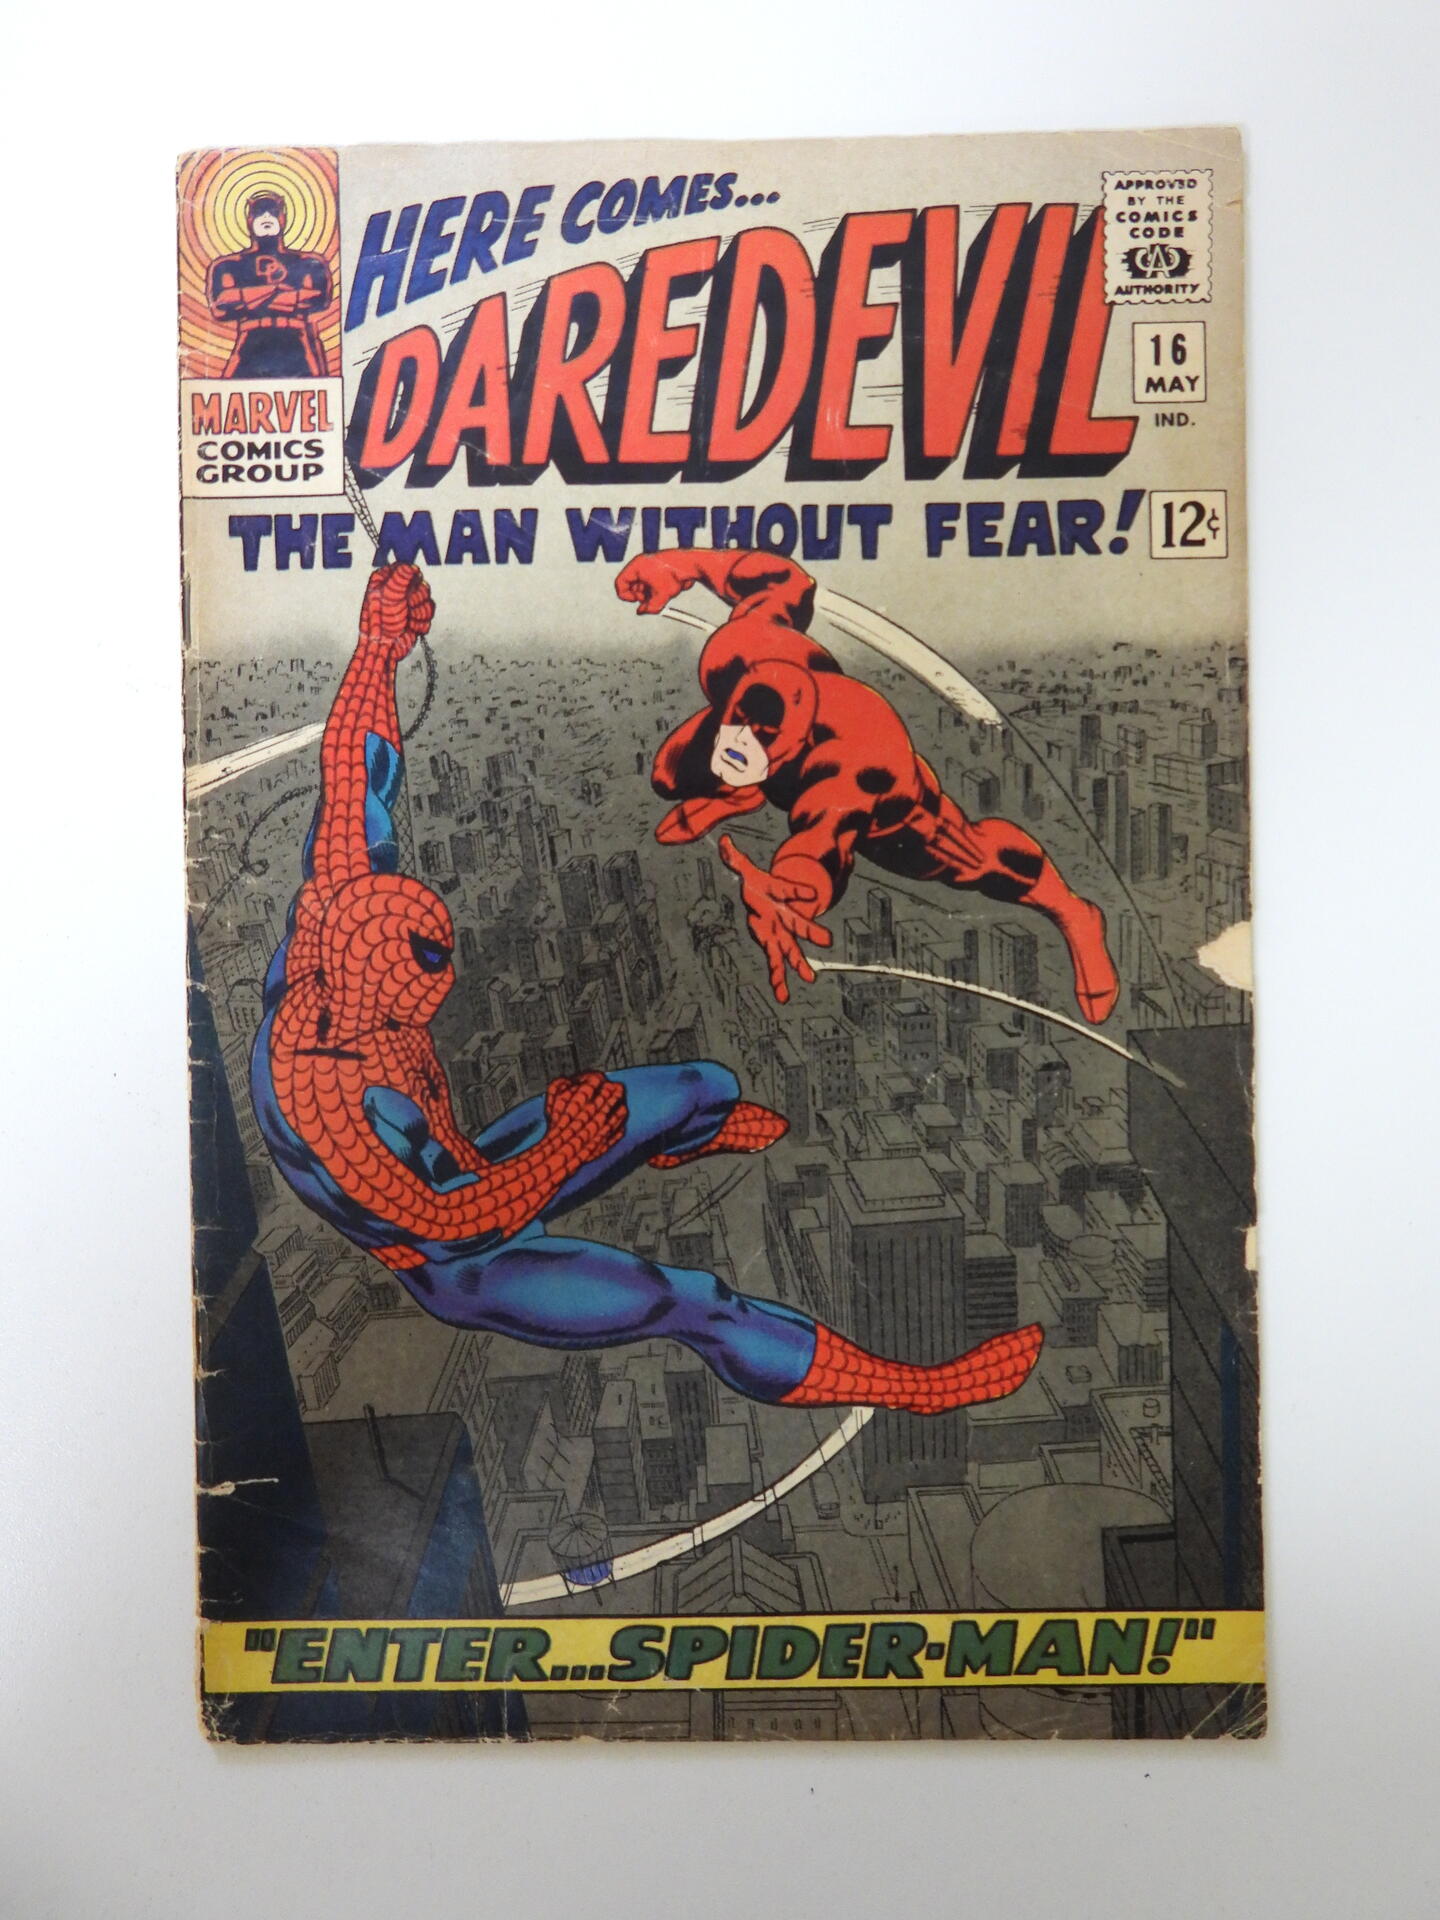 HERE COMES...
DAREDEVIL
THE MAN WITHOUT FEAR!
DD
MARVEL
COMICS
GROUP
APPROVED
BY THE
COMICS
CODE
CA
AUTHORITY
16
MAY
IND.
12¢
"ENTER...SPIDER-MAN!"